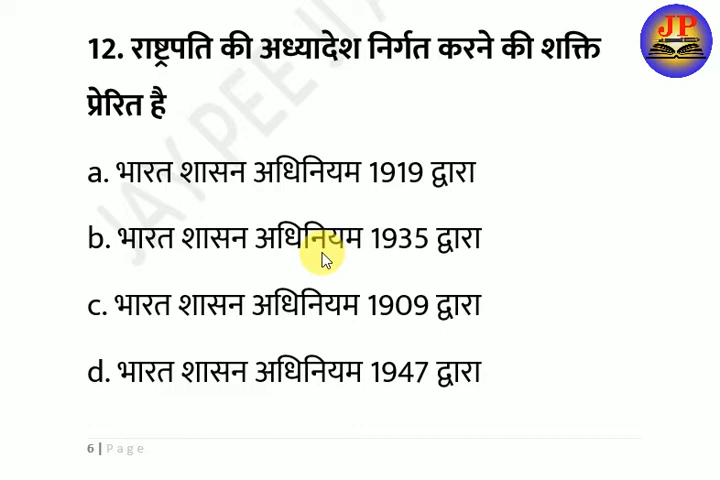 JP
12. राष्ट्रपति की अध्यादेश निर्गत करने की शक्ति
प्रेरित है
a. भारत शासन अधिनियम 1919 द्वारा
b. भारत शासन अधिनियम 1935 द्वारा
c. भारत शासन अधिनियम 1909 द्वारा
d. भारत शासन अधिनियम 1947 द्वारा
6 | Page